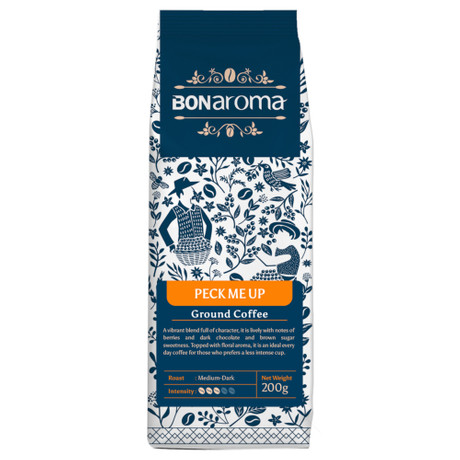 BONaroma
PECK ME UP
Ground Coffee
A vibrant blend full of character, it is lively with notes of
berries and dark chocolate and brown sugar
sweetness. Topped with floral aroma, it is an ideal every
day coffee for those who prefers a less intense cup.
Roast : Medium-Dark
Intensity :
Net Weight
200g